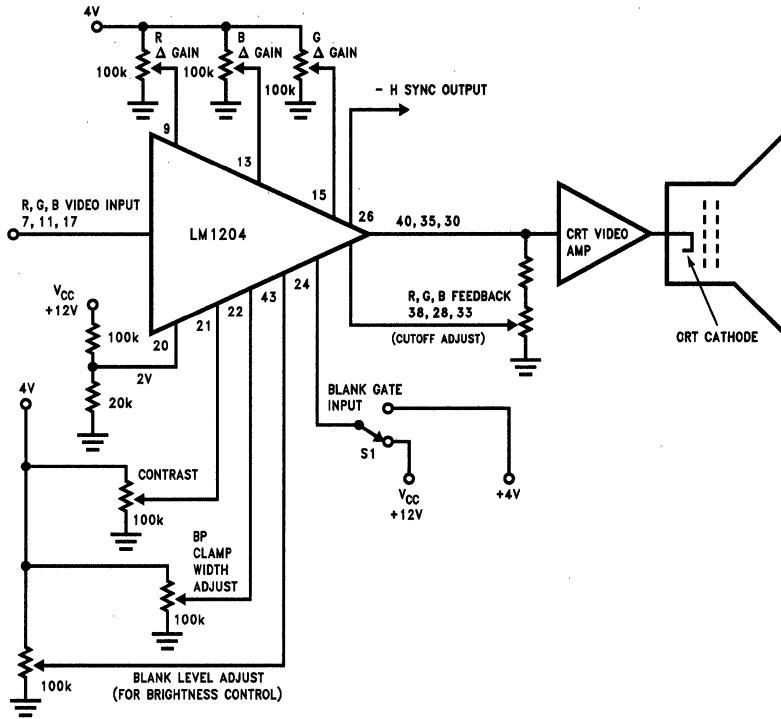 4V
R
Δ GAIN
B
Δ GAIN
G
Δ GAIN
100k
100k
100k
– H SYNC OUTPUT
9
13
15
26
R, G, B VIDEO INPUT
7, 11, 17
LM1204
40, 35, 30
CRT VIDEO
AMP
R, G, B FEEDBACK
38, 28, 33
(CUTOFF ADJUST)
CRT CATHODE
VCC
+12V
100k
20
21
22
43
24
2V
20k
4V
BLANK GATE
INPUT
S1
VCC
+12V
+4V
CONTRAST
100k
BP
CLAMP
WIDTH
ADJUST
100k
BLANK LEVEL ADJUST
(FOR BRIGHTNESS CONTROL)
100k